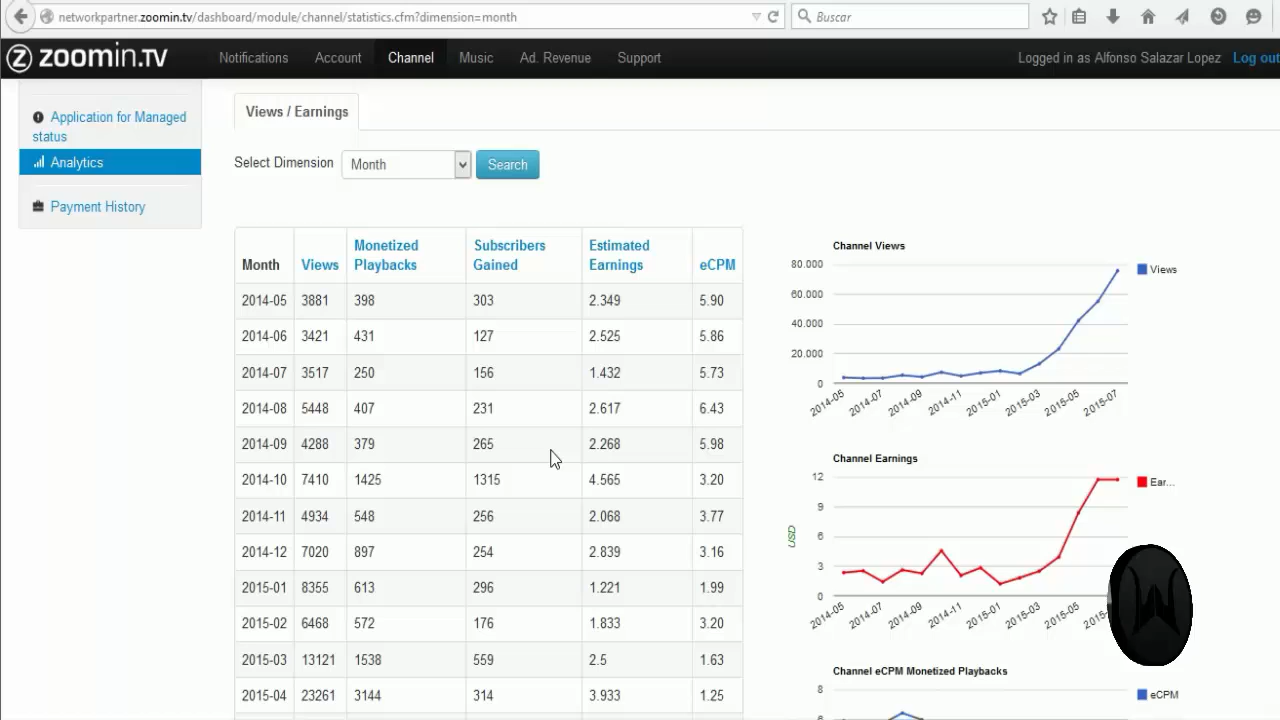 networkpartner.zoomin.tv/dashboard/module/channel/statistics.cfm?dimension=month
Buscar
zoomin.tv
Notifications Account Channel Music Ad. Revenue Support
Logged in as Alfonso Salazar Lopez Log out
Application for Managed
status
Analytics
Payment History
Views / Earnings
Select Dimension Month Search
Month Views Monetized Playbacks Subscribers Gained Estimated Earnings eCPM
2014-05 3881 398 303 2.349 5.90
2014-06 3421 431 127 2.525 5.86
2014-07 3517 250 156 1.432 5.73
2014-08 5448 407 231 2.617 6.43
2014-09 4288 379 265 2.268 5.98
2014-10 7410 1425 1315 4.565 3.20
2014-11 4934 548 256 2.068 3.77
2014-12 7020 897 254 2.839 3.16
2015-01 8355 613 296 1.221 1.99
2015-02 6468 572 176 1.833 3.20
2015-03 13121 1538 559 2.5 1.63
2015-04 23261 3144 314 3.933 1.25
Channel Views
80.000
60.000
40.000
20.000
0
Views
2014-05 2014-07 2014-09 2014-11 2015-01 2015-03 2015-05 2015-07
Channel Earnings
12
9
6
3
0
USD
Ear...
2014-05 2014-07 2014-09 2014-11 2015-01 2015-03 2015-05
Channel eCPM Monetized Playbacks
8
eCPM